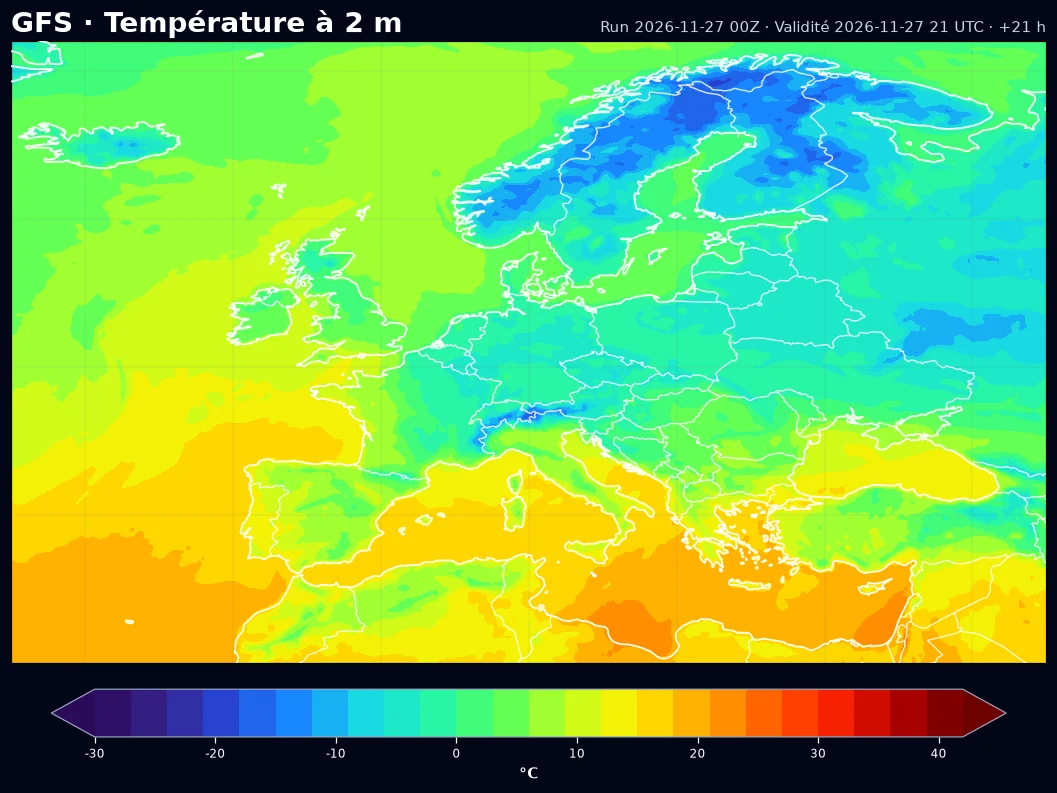 GFS · Température à 2 m
Run 2026-11-27 00Z · Validité 2026-11-27 21 UTC · +21 h
-30 -20 -10 0 10 20 30 40
°C